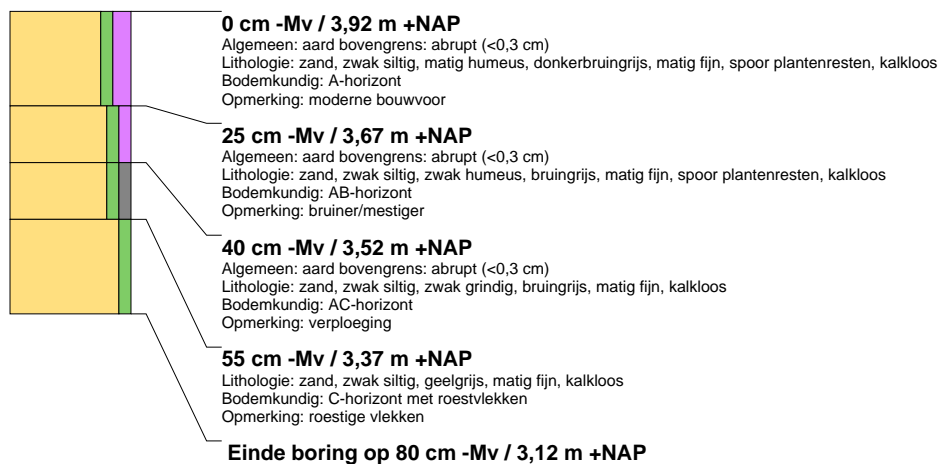 0 cm -Mv / 3,92 m +NAP
Algemeen: aard bovengrens: abrupt (<0,3 cm)
Lithologie: zand, zwak siltig, matig humeus, donkerbruingrijs, matig fijn, spoor plantenresten, kalkloos
Bodemkundig: A-horizont
Opmerking: moderne bouwvoor
25 cm -Mv / 3,67 m +NAP
Algemeen: aard bovengrens: abrupt (<0,3 cm)
Lithologie: zand, zwak siltig, zwak humeus, bruingrijs, matig fijn, spoor plantenresten, kalkloos
Bodemkundig: AB-horizont
Opmerking: bruiner/mestiger
40 cm -Mv / 3,52 m +NAP
Algemeen: aard bovengrens: abrupt (<0,3 cm)
Lithologie: zand, zwak siltig, zwak grindig, bruingrijs, matig fijn, kalkloos
Bodemkundig: AC-horizont
Opmerking: verploeging
55 cm -Mv / 3,37 m +NAP
Lithologie: zand, zwak siltig, geelgrijs, matig fijn, kalkloos
Bodemkundig: C-horizont met roestvlekken
Opmerking: roestige vlekken
Einde boring op 80 cm -Mv / 3,12 m +NAP